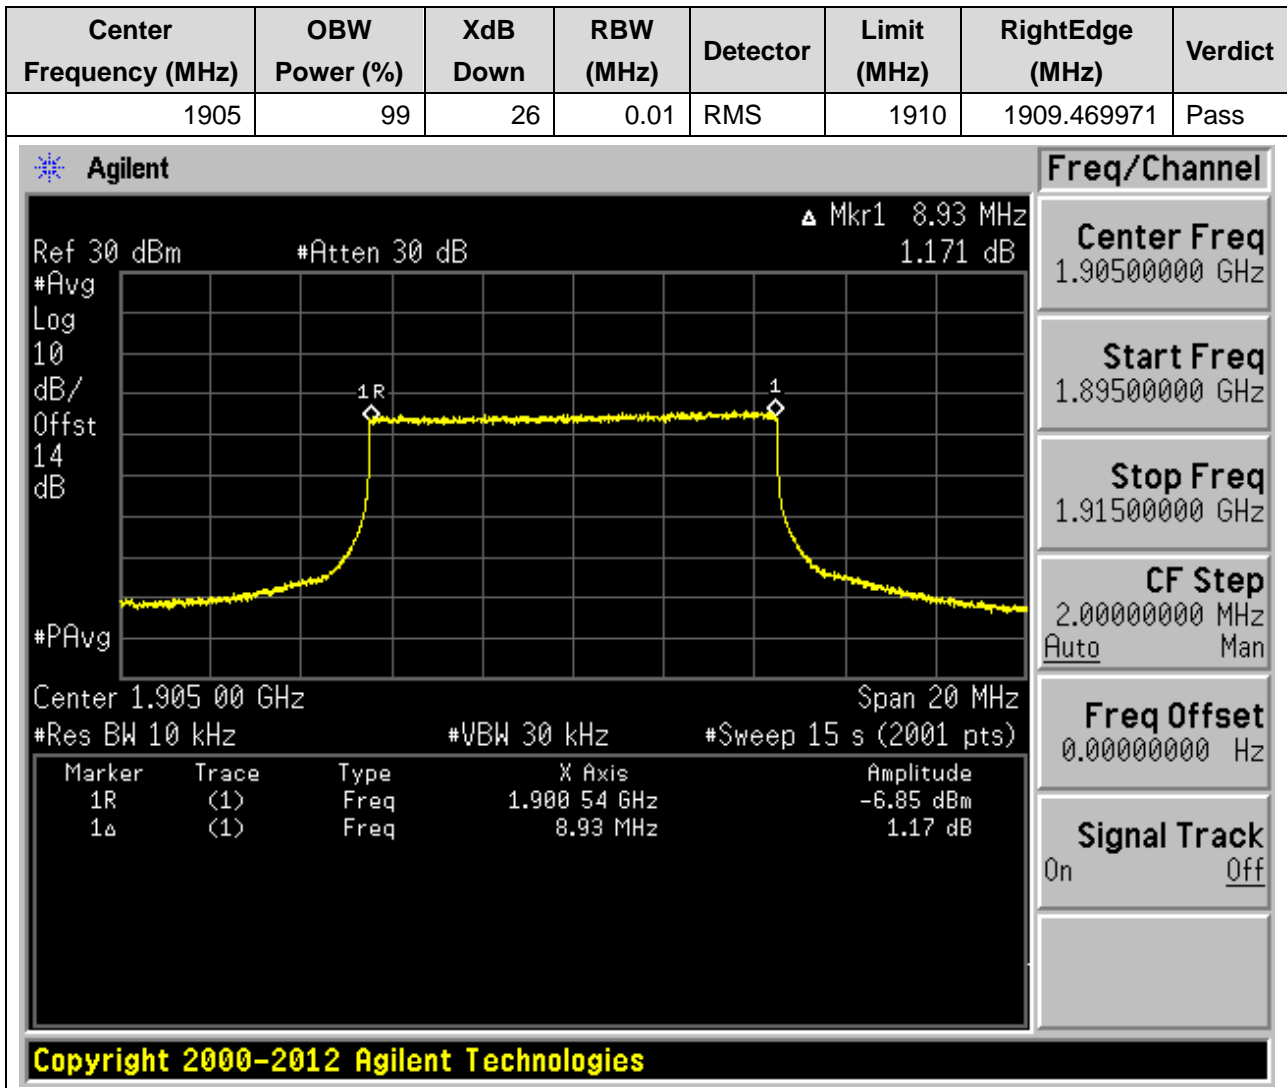 Center Frequency (MHz) OBW Power (%) XdB Down RBW (MHz) Detector Limit (MHz) RightEdge (MHz) Verdict
1905 99 26 0.01 RMS 1910 1909.469971 Pass
Agilent
Δ Mkr1 8.93 MHz
Ref 30 dBm #Atten 30 dB 1.171 dB
#Avg
Log
10
dB/
Offst
14
dB
#PAvg
1R
1
Center 1.905 00 GHz Span 20 MHz
#Res BW 10 kHz #VBW 30 kHz #Sweep 15 s (2001 pts)
Marker Trace Type X Axis Amplitude
1R (1) Freq 1.900 54 GHz -6.85 dBm
1Δ (1) Freq 8.93 MHz 1.17 dB
Freq/Channel
Center Freq
1.90500000 GHz
Start Freq
1.89500000 GHz
Stop Freq
1.91500000 GHz
CF Step
2.00000000 MHz
Auto Man
Freq Offset
0.00000000 Hz
Signal Track
On Off
Copyright 2000-2012 Agilent Technologies